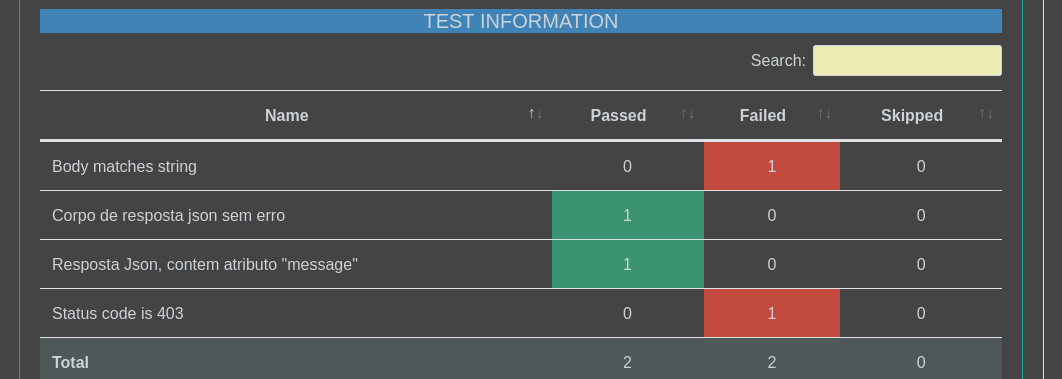 TEST INFORMATION
Search:
Name Passed Failed Skipped
Body matches string 0 1 0
Corpo de resposta json sem erro 1 0 0
Resposta Json, contem atributo "message" 1 0 0
Status code is 403 0 1 0
Total 2 2 0